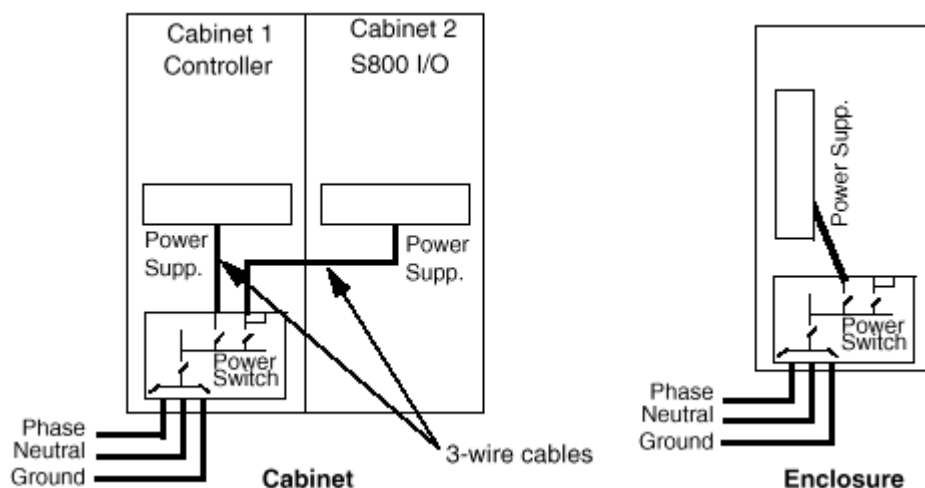 Cabinet 1
Controller
Cabinet 2
S800 I/O
Power
Supp.
Power
Supp.
Power
Switch
Phase
Neutral
Ground
Cabinet
3-wire cables
Power Supp.
Power
Switch
Phase
Neutral
Ground
Enclosure